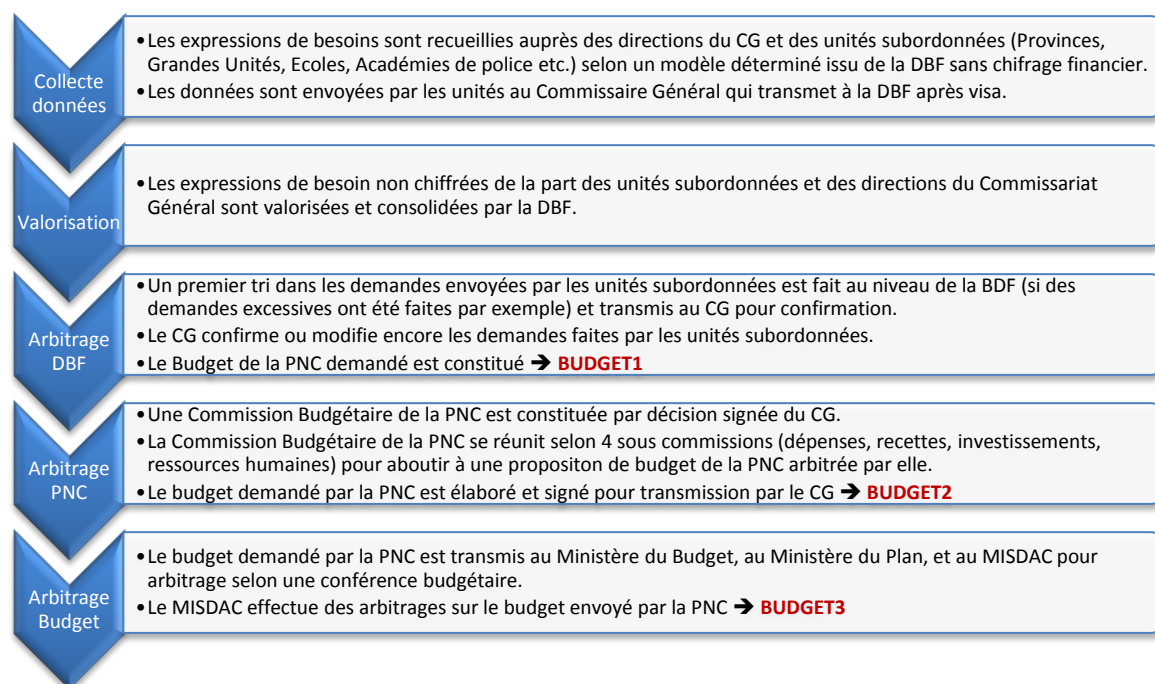 Collecte
données
•Les expressions de besoins sont recueillies auprès des directions du CG et des unités subordonnées (Provinces,
Grandes Unités, Ecoles, Académies de police etc.) selon un modèle déterminé issu de la DBF sans chifrage financier.
•Les données sont envoyées par les unités au Commissaire Général qui transmet à la DBF après visa.
Valorisation
•Les expressions de besoin non chiffrées de la part des unités subordonnées et des directions du Commissariat
Général sont valorisées et consolidées par la DBF.
Arbitrage
DBF
•Un premier tri dans les demandes envoyées par les unités subordonnées est fait au niveau de la BDF (si des
demandes excessives ont été faites par exemple) et transmis au CG pour confirmation.
•Le CG confirme ou modifie encore les demandes faites par les unités subordonnées.
•Le Budget de la PNC demandé est constitué ➔ BUDGET1
Arbitrage
PNC
•Une Commission Budgétaire de la PNC est constituée par décision signée du CG.
•La Commission Budgétaire de la PNC se réunit selon 4 sous commissions (dépenses, recettes, investissements,
ressources humaines) pour aboutir à une propositon de budget de la PNC arbitrée par elle.
•Le budget demandé par la PNC est élaboré et signé pour transmission par le CG ➔ BUDGET2
Arbitrage
Budget
•Le budget demandé par la PNC est transmis au Ministère du Budget, au Ministère du Plan, et au MISDAC pour
arbitrage selon une conférence budgétaire.
•Le MISDAC effectue des arbitrages sur le budget envoyé par la PNC ➔ BUDGET3